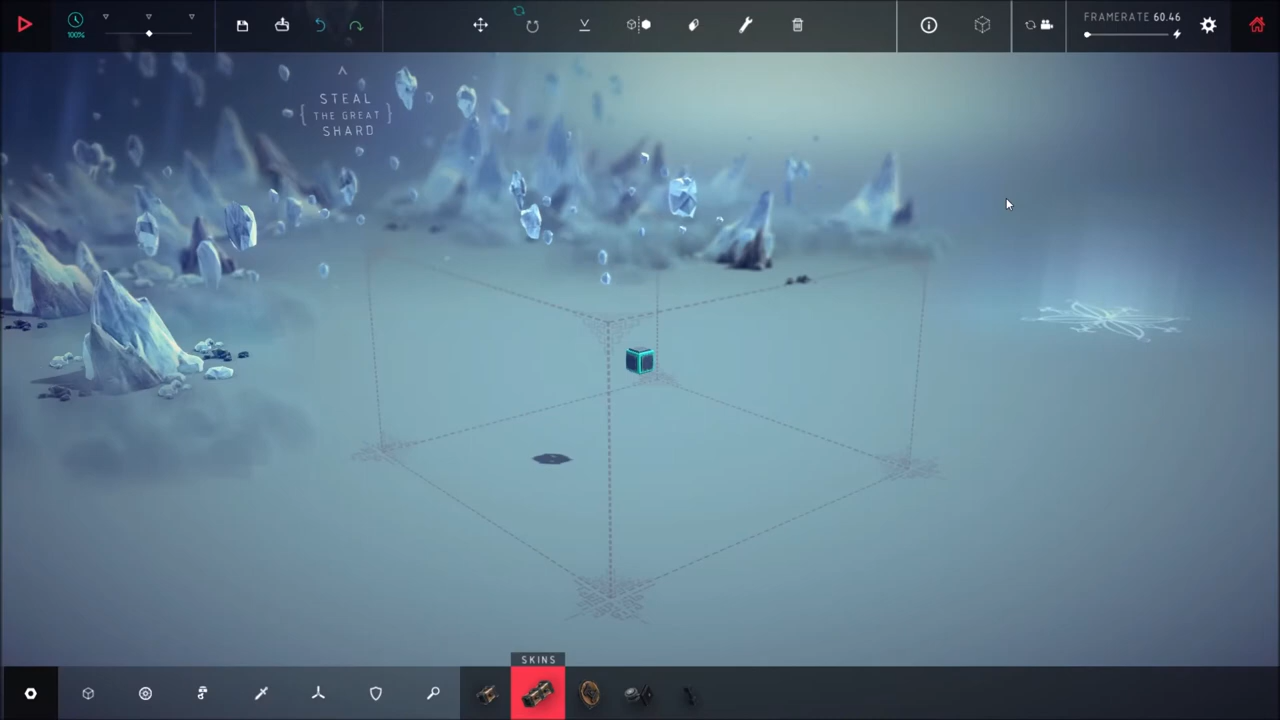 100%
FRAMERATE 60.46
STEAL
THE GREAT
SHARD
SKINS